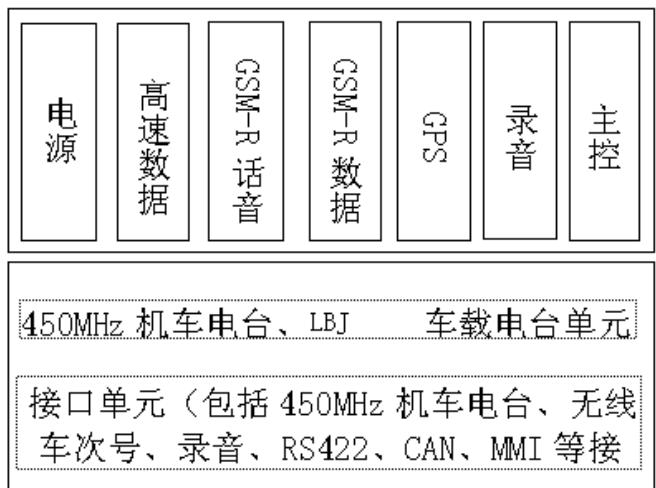 电源
高速数据
GSM-R 话音
GSM-R 数据
GPS
录音
主控
450MHz 机车电台、LBJ 车载电台单元
接口单元（包括 450MHz 机车电台、无线
车次号、录音、RS422、CAN、MMI 等接